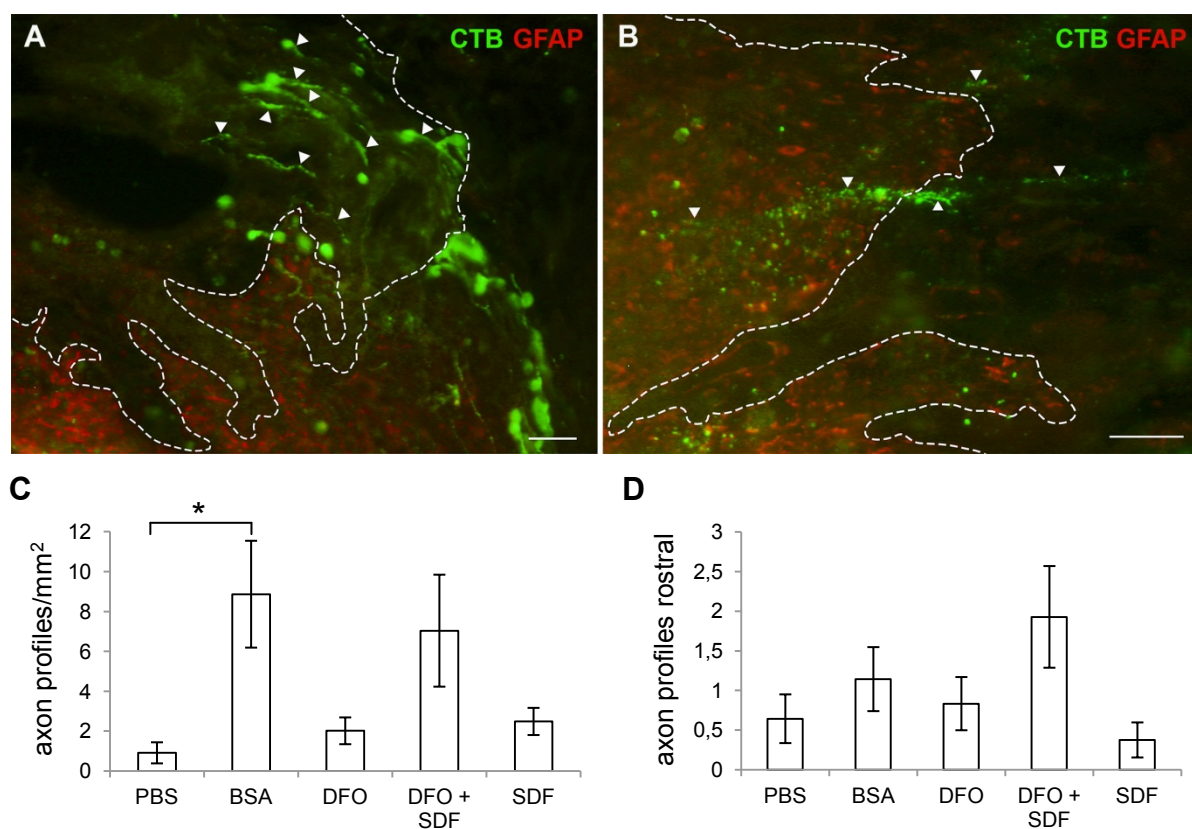 A
CTB GFAP
B
CTB GFAP
C
*
axon profiles/mm²
12
10
8
6
4
2
0
PBS
BSA
DFO
DFO +
SDF
SDF
D
axon profiles rostral
3
2,5
2
1,5
1
0,5
0
PBS
BSA
DFO
DFO +
SDF
SDF